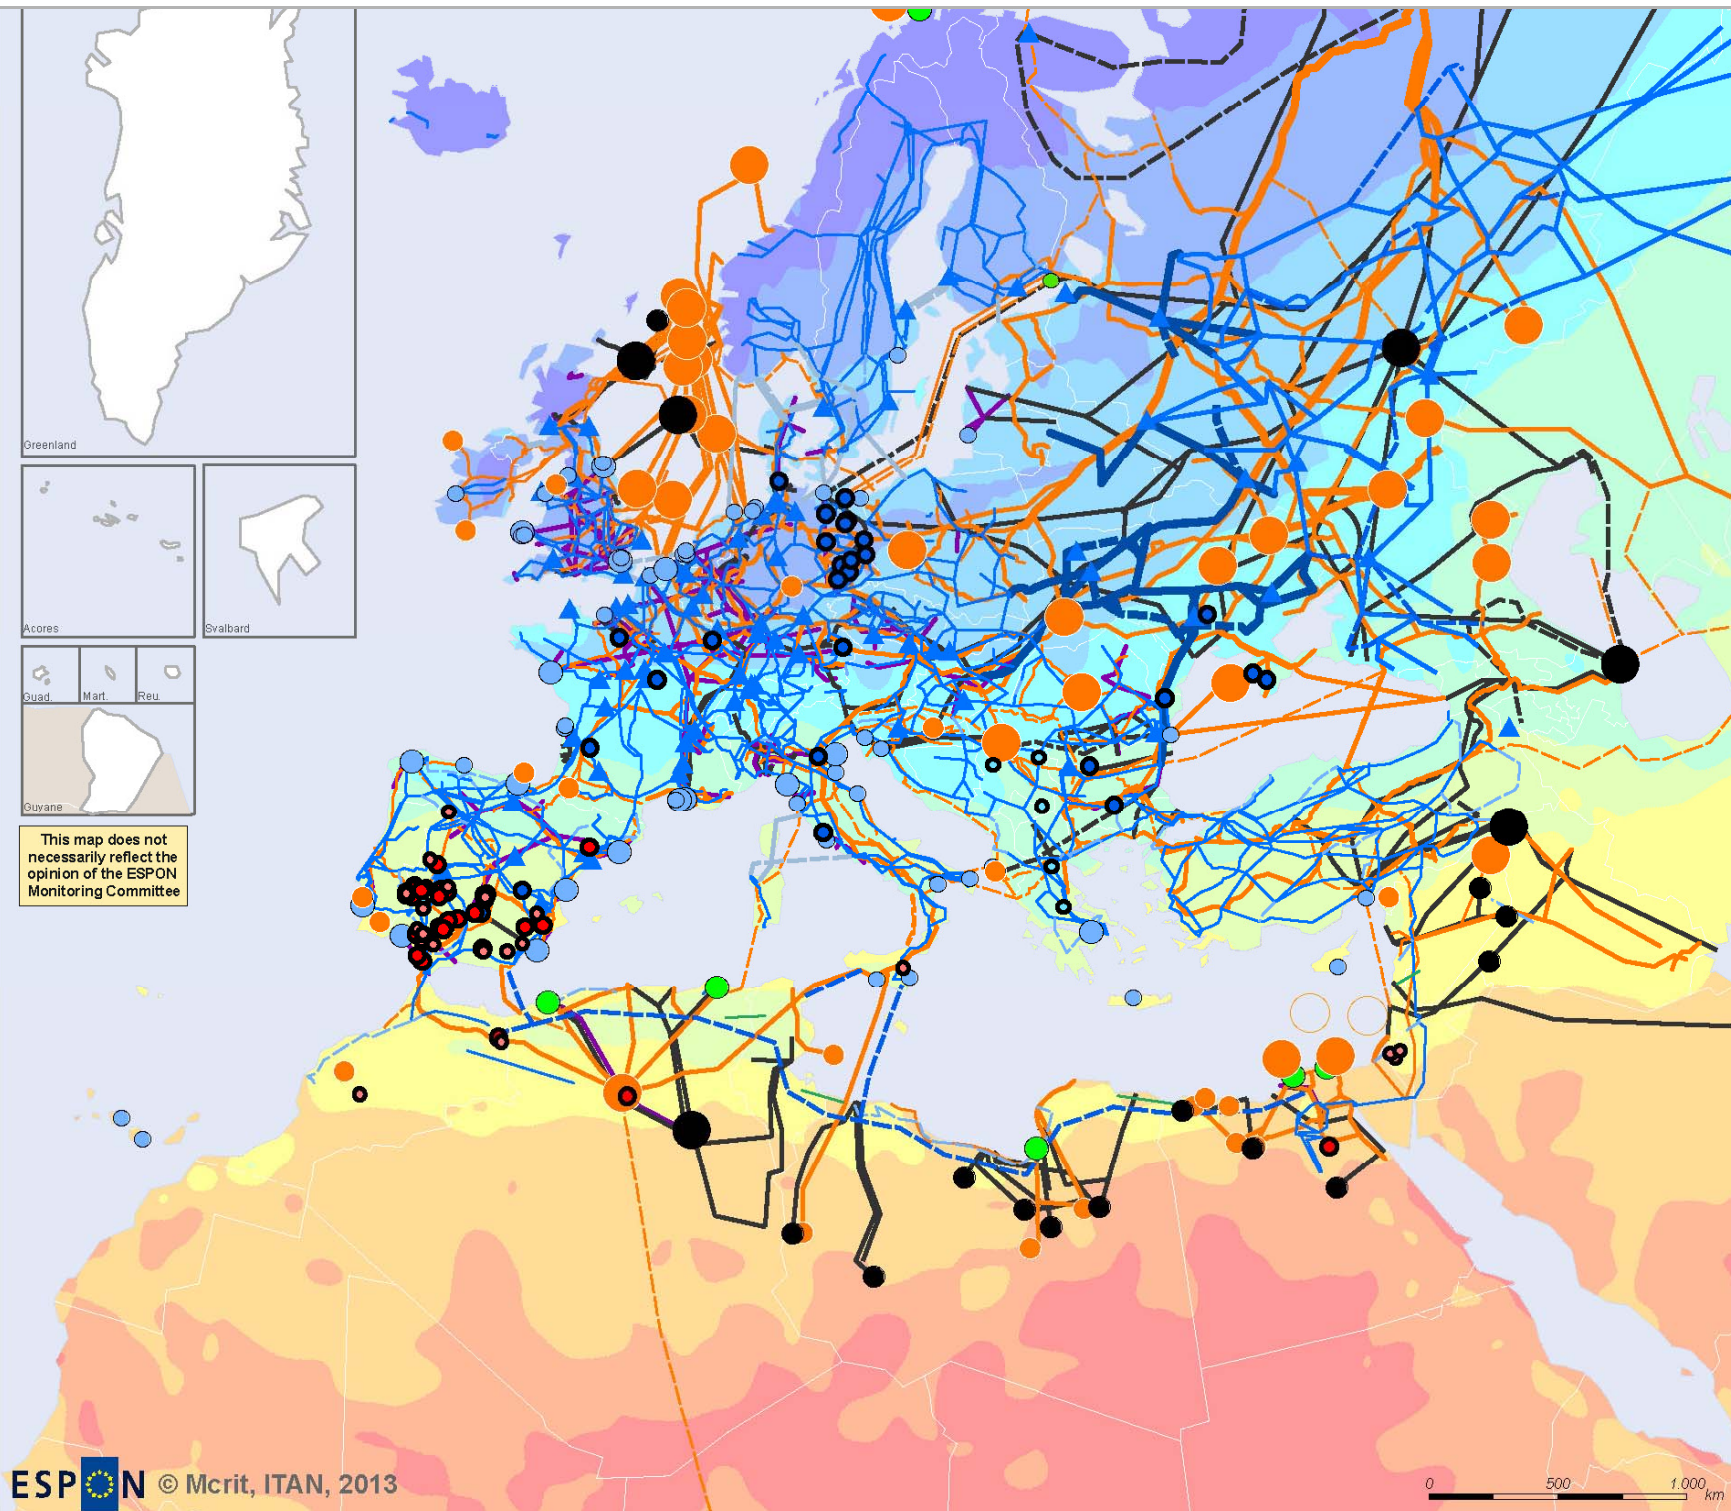 Greenland
Acores
Svalbard
Guad.
Mart.
Reu.
Guyane
This map does not
necessarily reflect the
opinion of the ESPON
Monitoring Committee
ESPON © Mcrit, ITAN, 2013
0 500 1.000 km